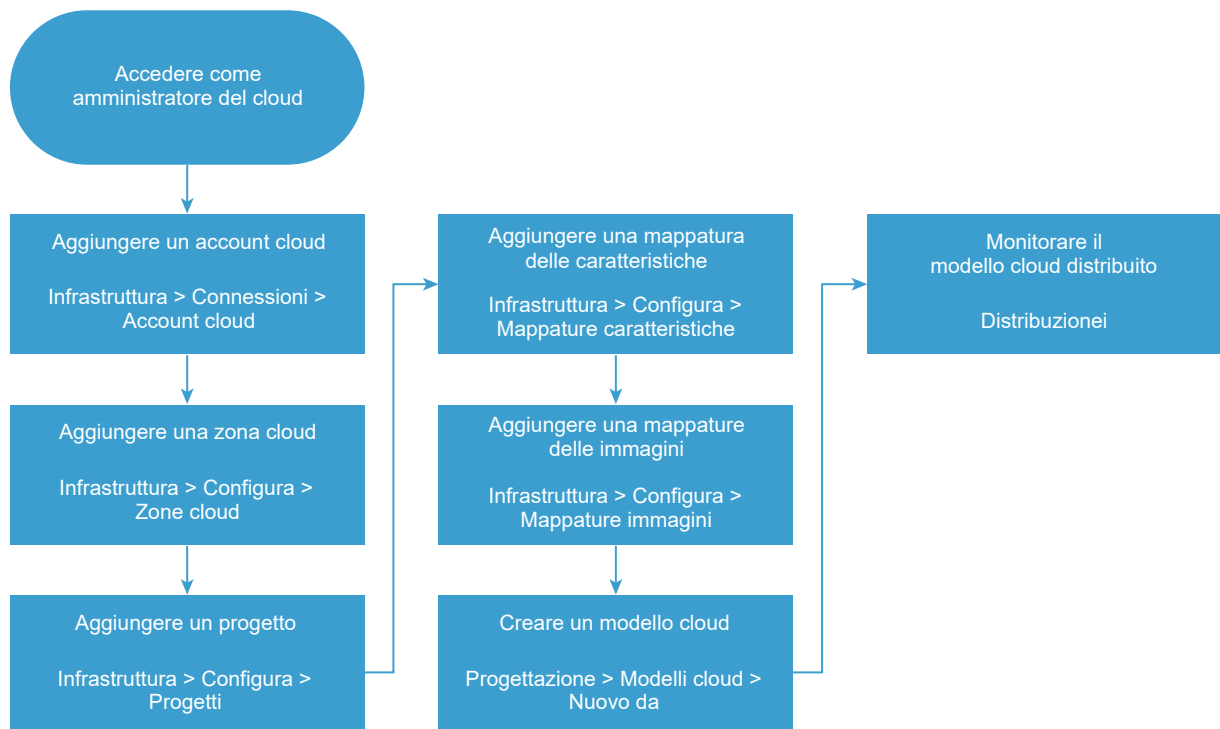 Accedere come
amministratore del cloud
Aggiungere un account cloud
Infrastruttura > Connessioni >
Account cloud
Aggiungere una zona cloud
Infrastruttura > Configura >
Zone cloud
Aggiungere un progetto
Infrastruttura > Configura >
Progetti
Aggiungere una mappatura
delle caratteristiche
Infrastruttura > Configura >
Mappature caratteristiche
Aggiungere una mappature
delle immagini
Infrastruttura > Configura >
Mappature immagini
Creare un modello cloud
Progettazione > Modelli cloud >
Nuovo da
Monitorare il
modello cloud distribuito
Distribuzionei